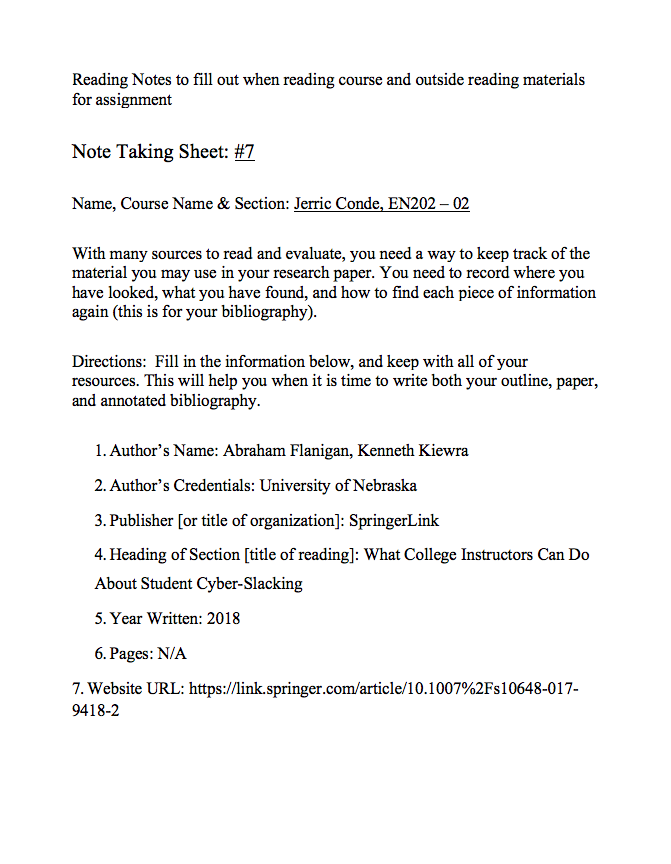 Reading Notes to fill out when reading course and outside reading materials
for assignment
Note Taking Sheet: #7
Name, Course Name & Section: Jerric Conde, EN202 – 02
With many sources to read and evaluate, you need a way to keep track of the
material you may use in your research paper. You need to record where you
have looked, what you have found, and how to find each piece of information
again (this is for your bibliography).
Directions:  Fill in the information below, and keep with all of your
resources. This will help you when it is time to write both your outline, paper,
and annotated bibliography.
1. Author’s Name: Abraham Flanigan, Kenneth Kiewra
2. Author’s Credentials: University of Nebraska
3. Publisher [or title of organization]: SpringerLink
4. Heading of Section [title of reading]: What College Instructors Can Do
About Student Cyber-Slacking
5. Year Written: 2018
6. Pages: N/A
7. Website URL: https://link.springer.com/article/10.1007%2Fs10648-017-
9418-2